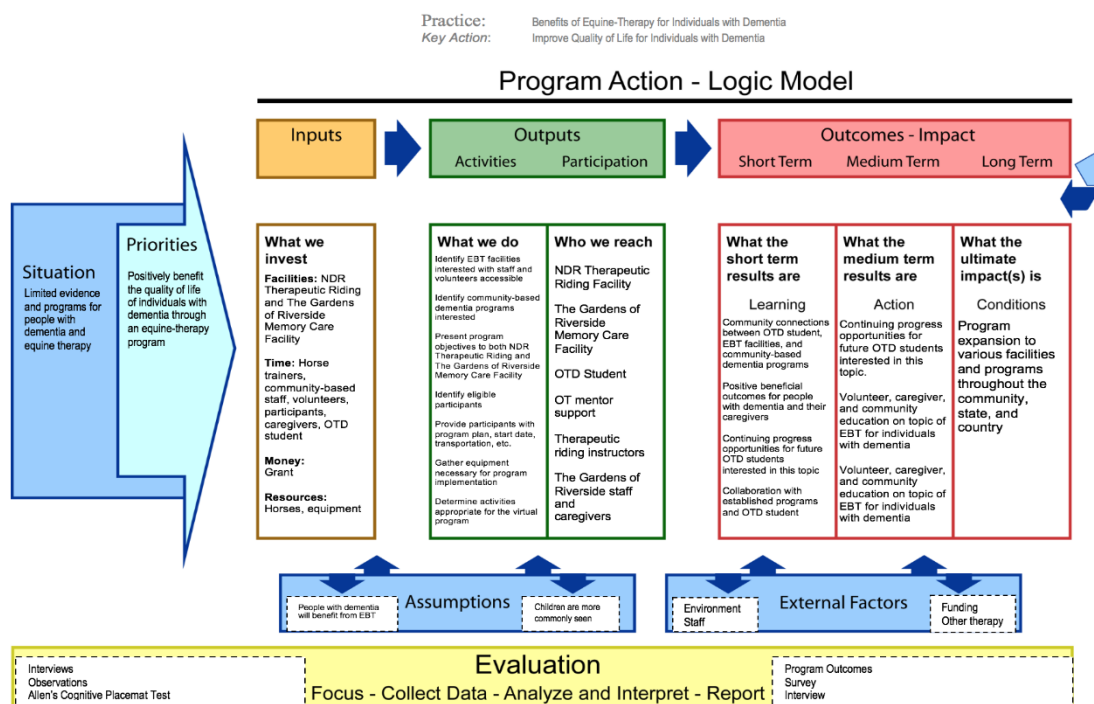 Practice: Benefits of Equine-Therapy for Individuals with Dementia
Key Action: Improve Quality of Life for Individuals with Dementia
Program Action - Logic Model
Inputs
Outputs
Activities Participation
Outcomes - Impact
Short Term Medium Term Long Term
Situation
Limited evidence
and programs for
people with
dementia and
equine therapy
Priorities
Positively benefit
the quality of life
of individuals with
dementia through
an equine-therapy
program
What we
invest
Facilities: NDR
Therapeutic Riding
and The Gardens
of Riverside
Memory Care
Facility
Time: Horse
trainers,
community-based
staff, volunteers,
participants,
caregivers, OTD
student
Money:
Grant
Resources:
Horses, equipment
What we do
Identify EBT facilities
interested with staff and
volunteers accessible
Identify community-based
dementia programs
interested
Present program
objectives to both NDR
Therapeutic Riding and
The Gardens of Riverside
Memory Care Facility
Identify eligible
participants
Provide participants with
program plan, start date,
transportation, etc.
Gather equipment
necessary for program
implementation
Determine activities
appropriate for the virtual
program
Who we reach
NDR Therapeutic
Riding Facility
The Gardens of
Riverside
Memory Care
Facility
OTD Student
OT mentor
support
Therapeutic
riding instructors
The Gardens of
Riverside staff
and
caregivers
What the
short term
results are
Learning
Community connections
between OTD student,
EBT facilities, and
community-based
dementia programs
Positive beneficial
outcomes for people
with dementia and their
caregivers
Continuing progress
opportunities for future
OTD students
interested in this topic
Collaboration with
established programs
and OTD student
What the
medium term
results are
Action
Continuing progress
opportunities for
future OTD students
interested in this
topic.
Volunteer, caregiver,
and community
education on topic of
EBT for individuals
with dementia
Volunteer, caregiver,
and community
education on topic of
EBT for individuals
with dementia
What the
ultimate
impact(s) is
Conditions
Program
expansion to
various facilities
and programs
throughout the
community,
state, and
country
Assumptions
People with dementia
will benefit from EBT
Children are more
commonly seen
External Factors
Environment
Staff
Funding
Other therapy
Evaluation
Focus - Collect Data - Analyze and Interpret - Report
Interviews
Observations
Allen's Cognitive Placemat Test
Program Outcomes
Survey
Interview